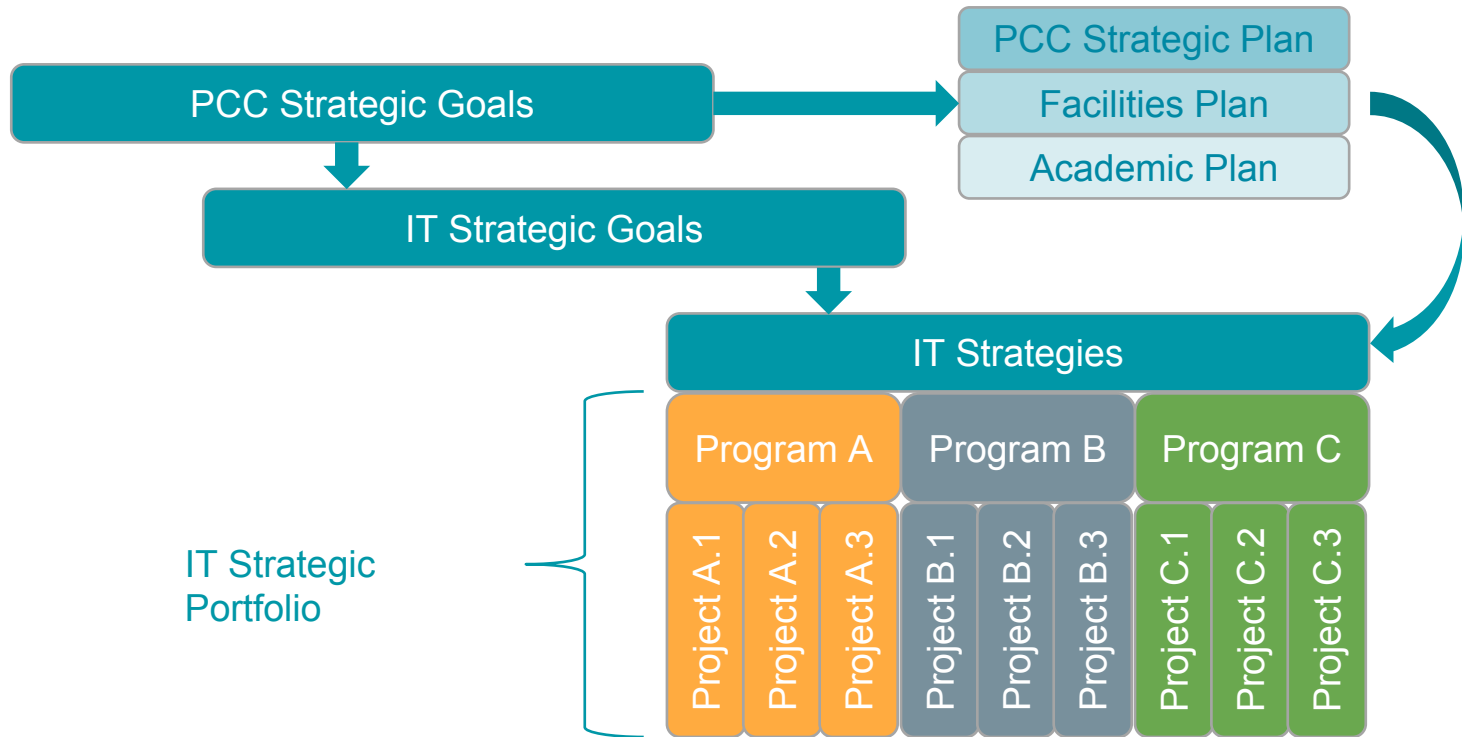 PCC Strategic Plan
PCC Strategic Goals
Facilities Plan
Academic Plan
IT Strategic Goals
IT Strategies
Program A
Program B
Program C
IT Strategic
Portfolio
Project A.1
Project A.2
Project A.3
Project B.1
Project B.2
Project B.3
Project C.1
Project C.2
Project C.3